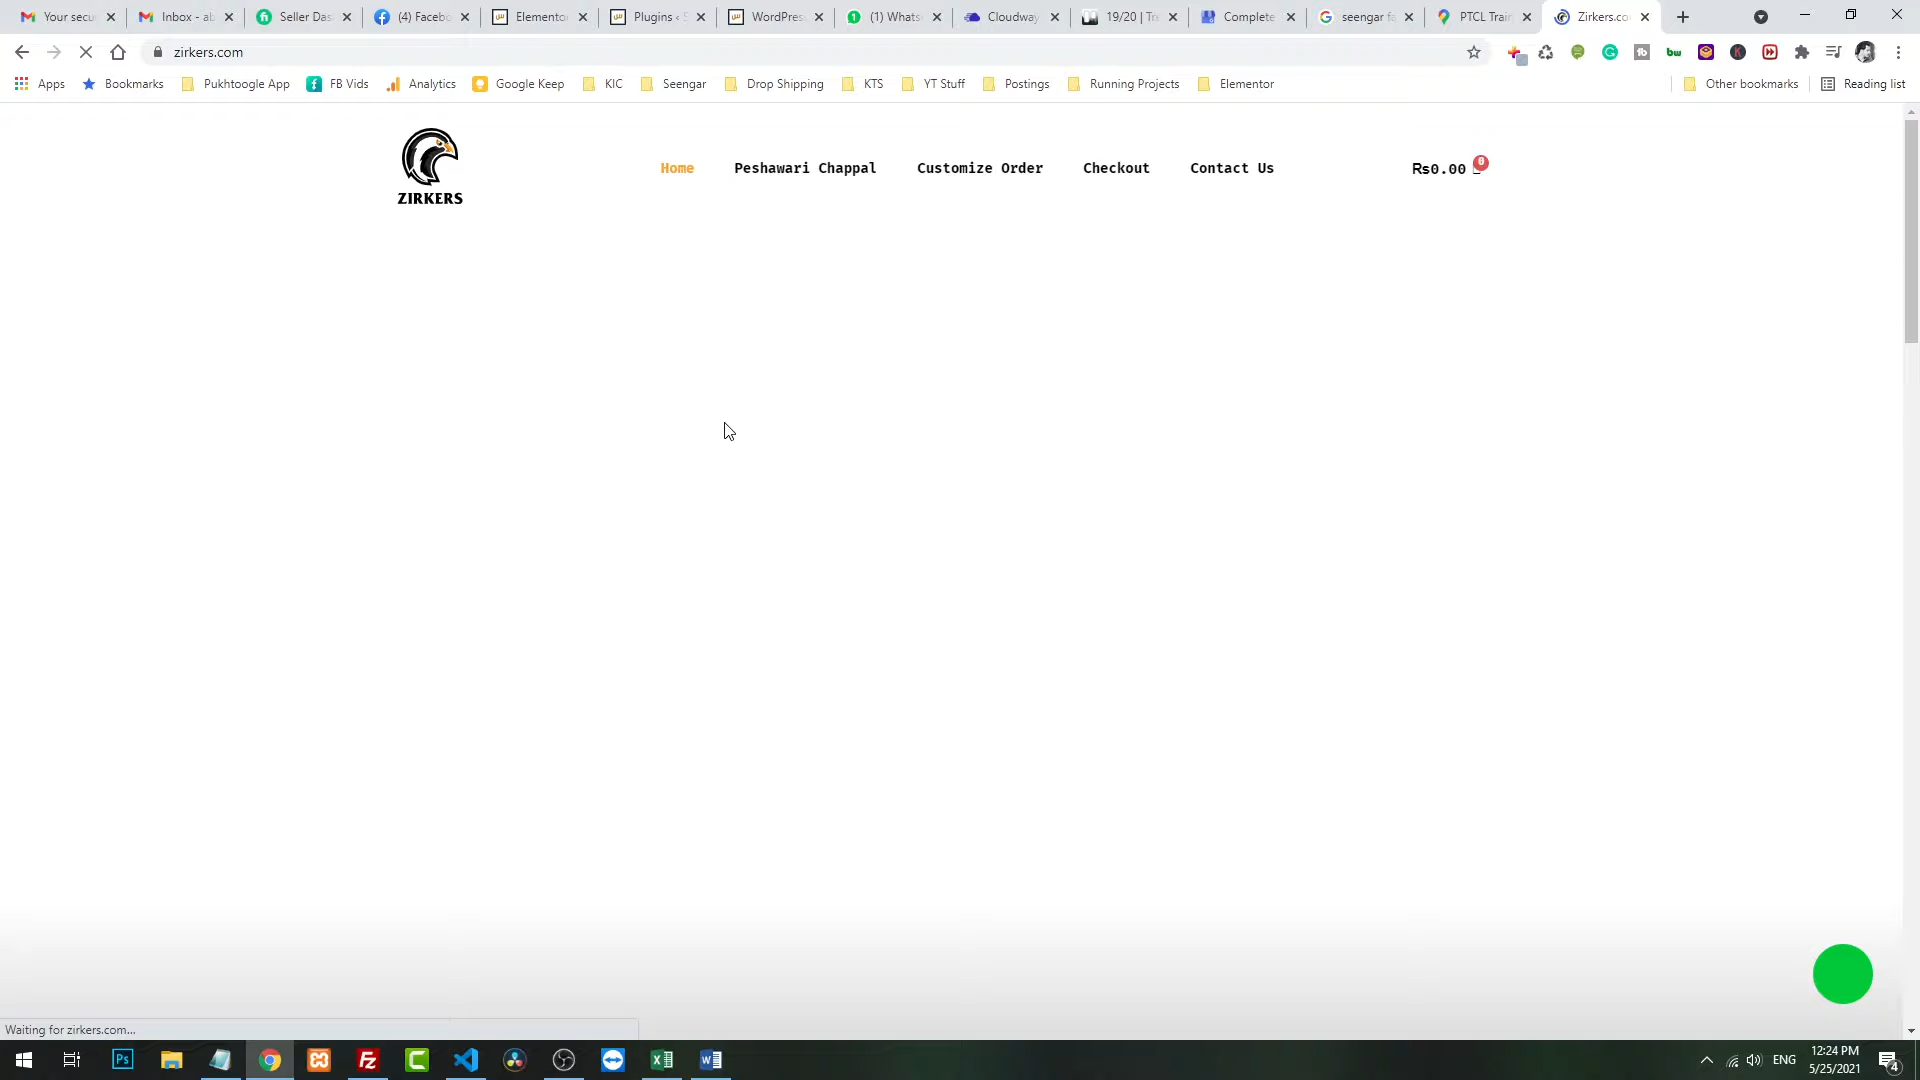 Your secu
Inbox - ab
Seller Das
(4) Facebo
Elemento
Plugins ‹
WordPres
(1) Whats
Cloudway
19/20 | Tr
Complete
seengar fa
PTCL Train
Zirkers.co
zirkers.com
Apps
Bookmarks
Pukhtoogle App
FB Vids
Analytics
Google Keep
KIC
Seengar
Drop Shipping
KTS
YT Stuff
Postings
Running Projects
Elementor
Other bookmarks
Reading list
ZIRKERS
Home
Peshawari Chappal
Customize Order
Checkout
Contact Us
₨0.00
0
Waiting for zirkers.com...
Ps
ENG
12:24 PM
5/25/2021
4